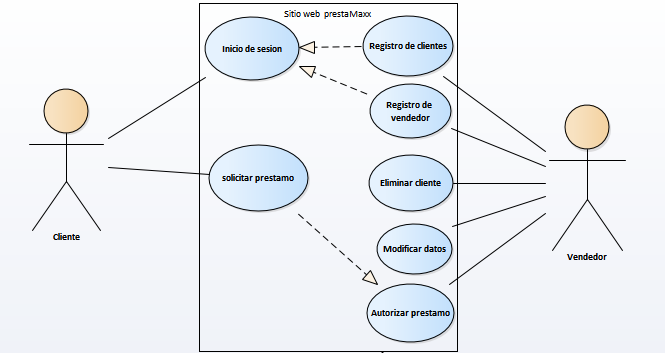 Sitio web prestaMaxx
Inicio de sesion
Registro de clientes
Registro de
vendedor
solicitar prestamo
Eliminar cliente
Modificar datos
Autorizar prestamo
Cliente
Vendedor